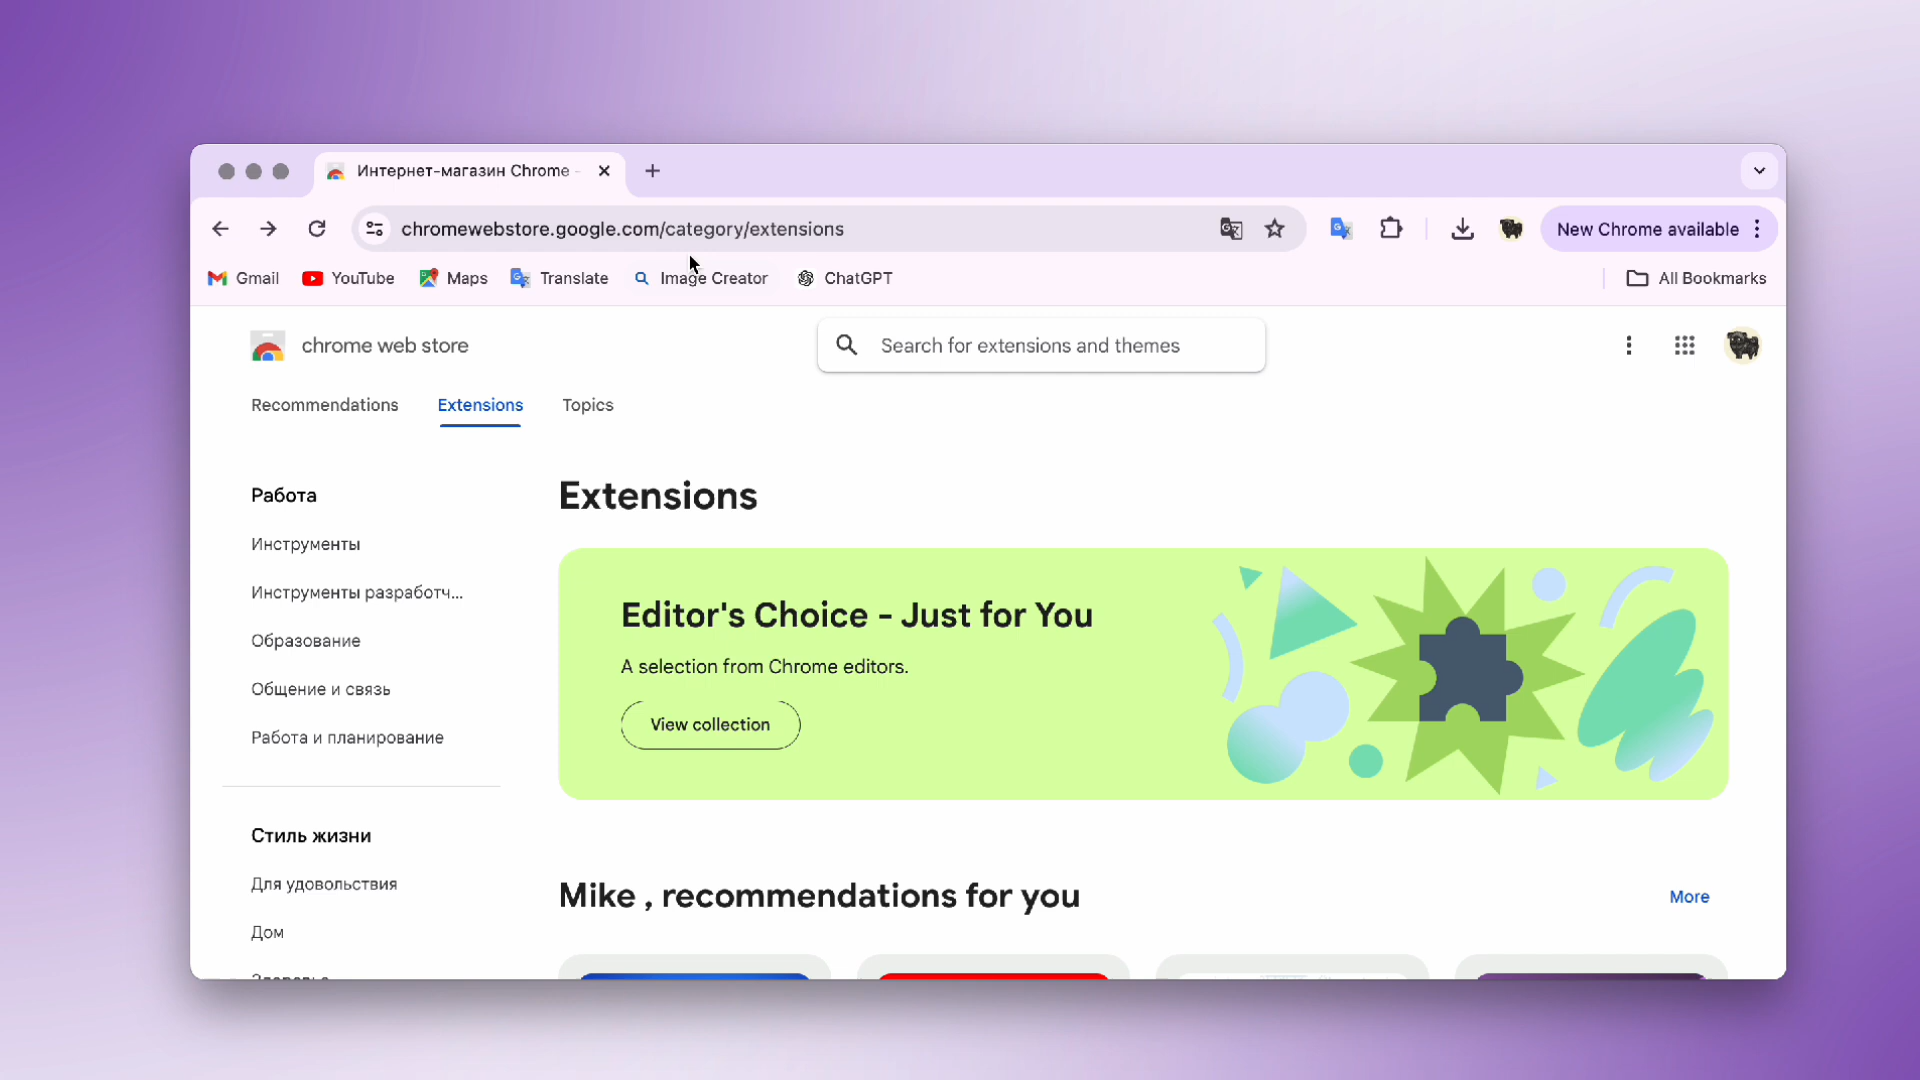 Интернет-магазин Chrome -
chromewebstore.google.com/category/extensions
New Chrome available
Gmail
YouTube
Maps
Translate
Image Creator
ChatGPT
All Bookmarks
chrome web store
Search for extensions and themes
Recommendations
Extensions
Topics
Работа
Инструменты
Инструменты разработч...
Образование
Общение и связь
Работа и планирование
Стиль жизни
Для удовольствия
Дом
Extensions
Editor's Choice - Just for You
A selection from Chrome editors.
View collection
Mike , recommendations for you
More